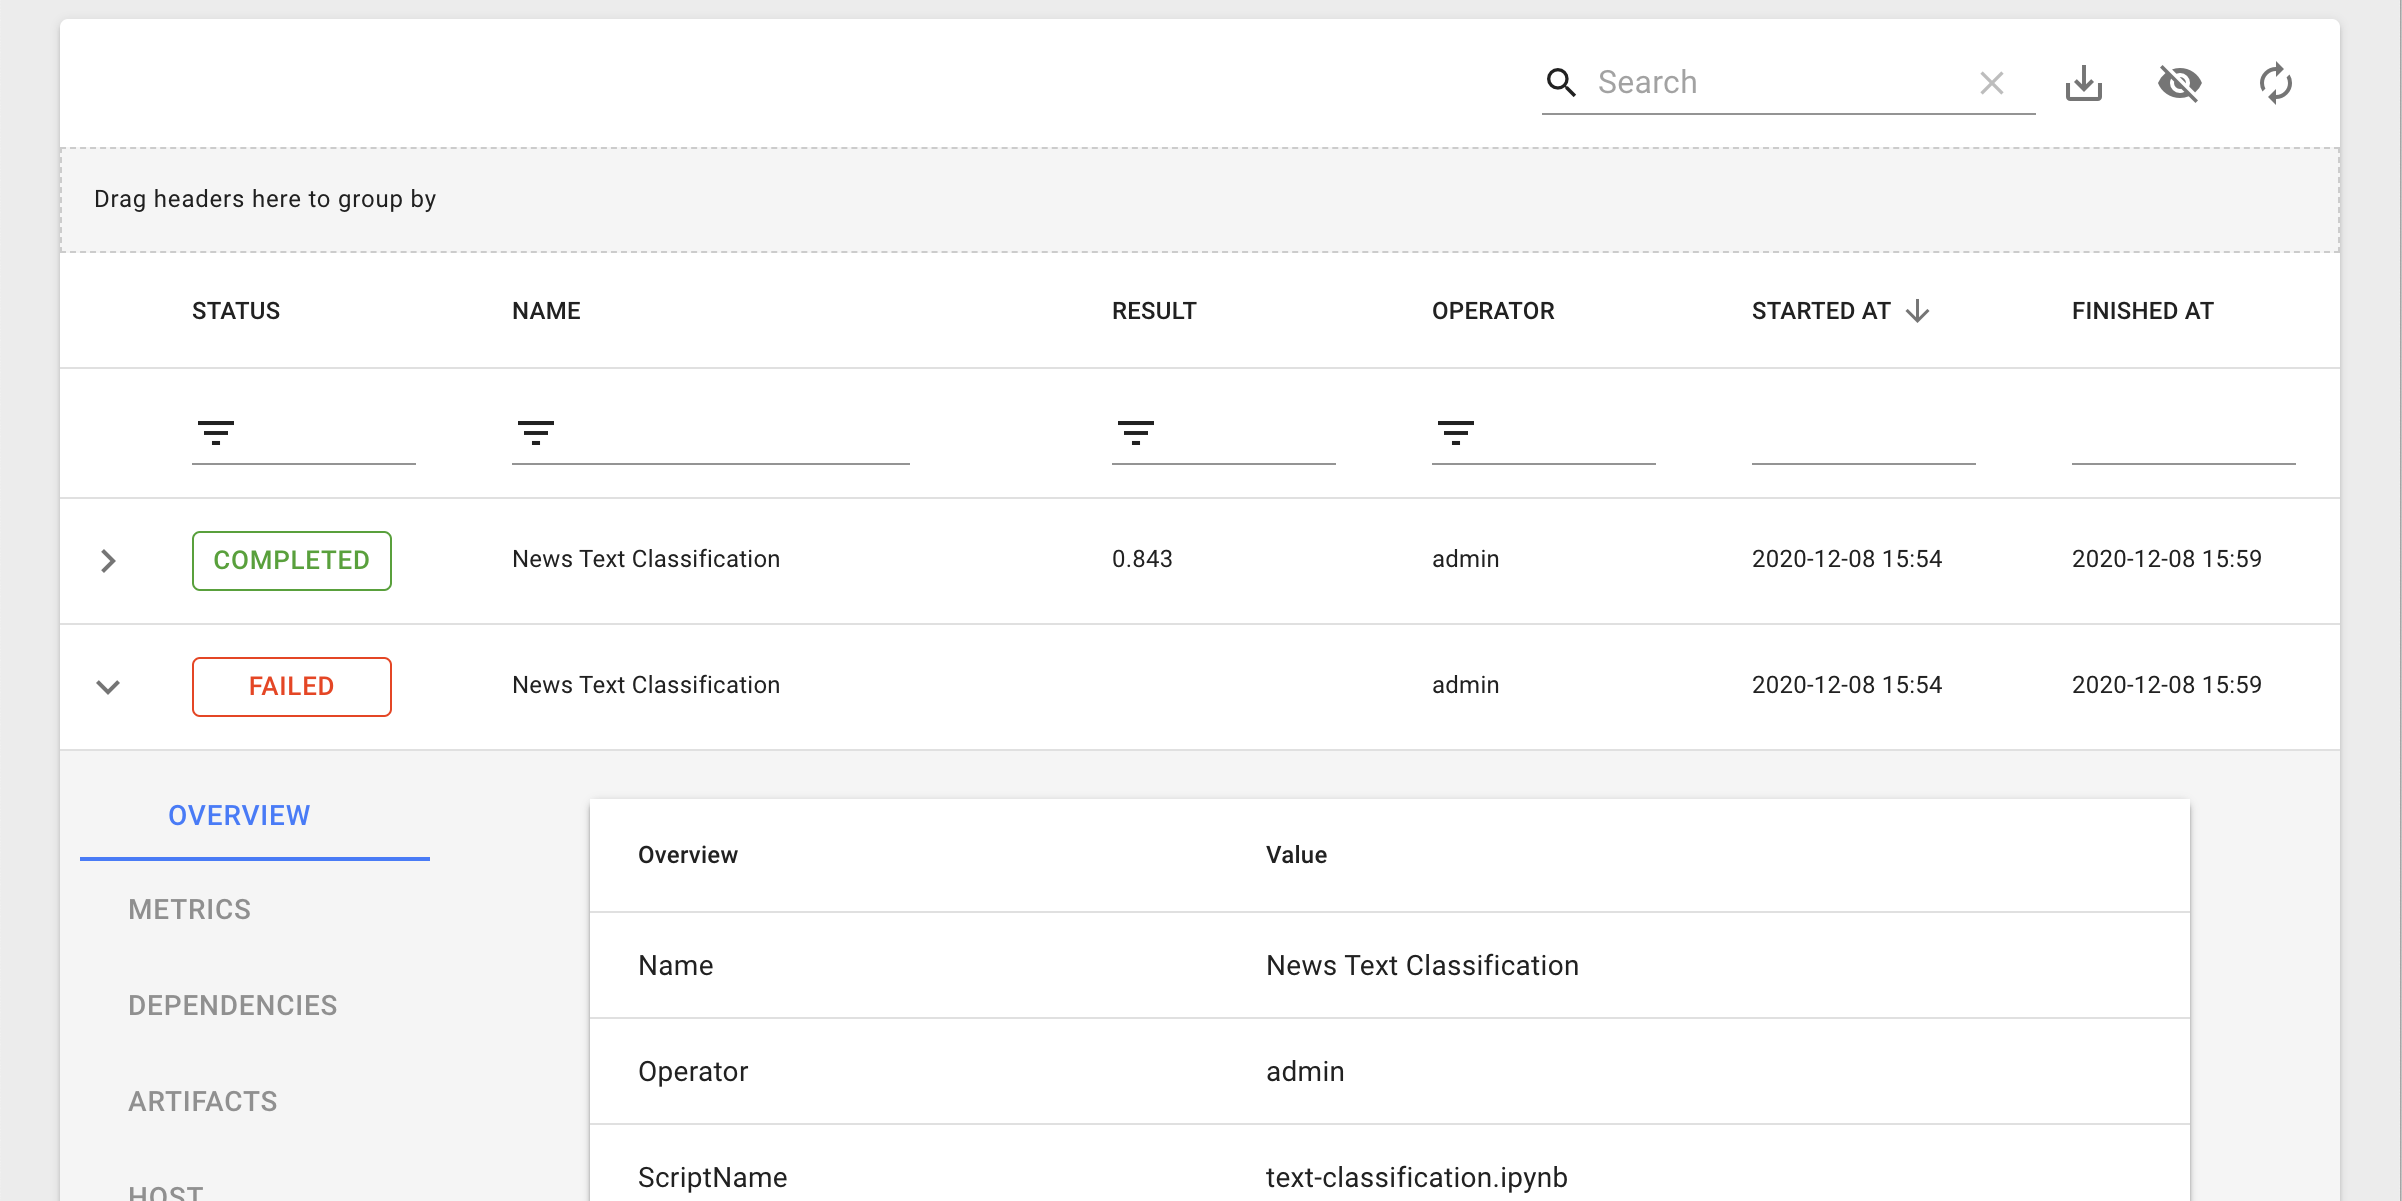 Search
Drag headers here to group by
STATUS NAME RESULT OPERATOR STARTED AT FINISHED AT
COMPLETED News Text Classification 0.843 admin 2020-12-08 15:54 2020-12-08 15:59
FAILED News Text Classification admin 2020-12-08 15:54 2020-12-08 15:59
OVERVIEW
Overview Value
METRICS
Name News Text Classification
DEPENDENCIES
Operator admin
ARTIFACTS
ScriptName text-classification.ipynb
HOST